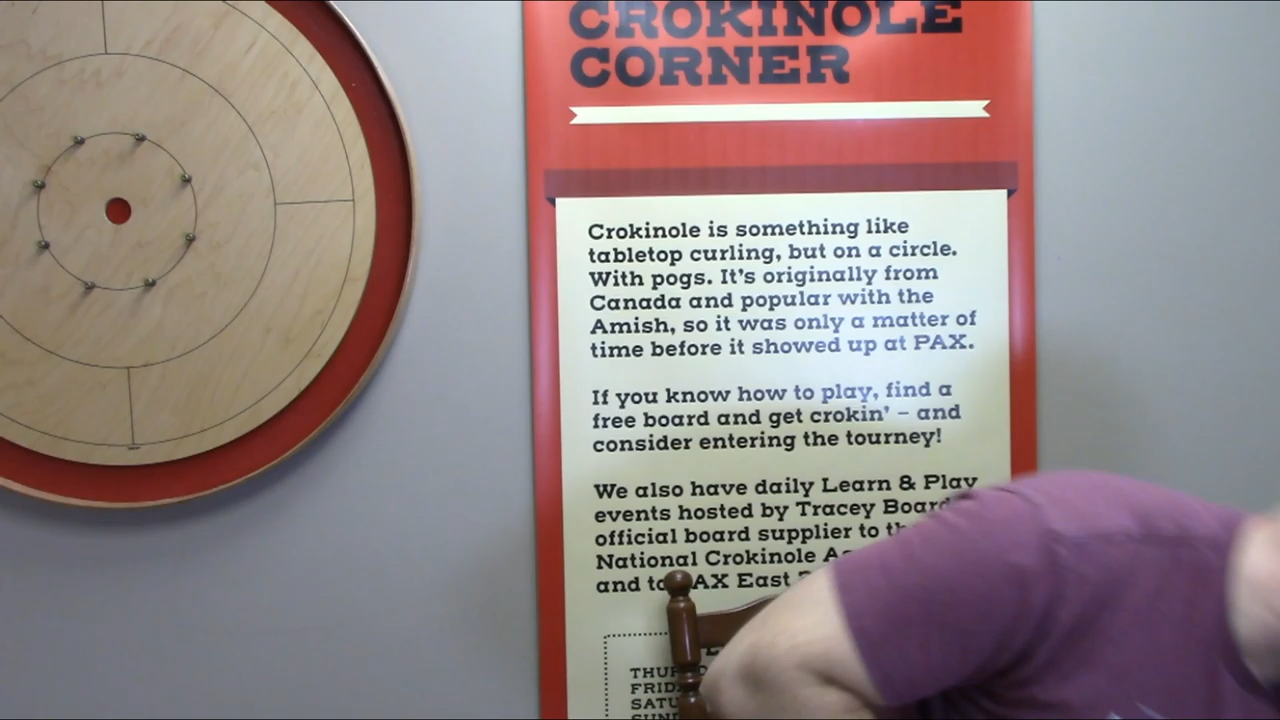 CROKINOLE
CORNER
Crokinole is something like
tabletop curling, but on a circle.
With pogs. It's originally from
Canada and popular with the
Amish, so it was only a matter of
time before it showed up at PAX.
If you know how to play, find a
free board and get crokin' – and
consider entering the tourney!
We also have daily Learn & Play
events hosted by Tracey Board
official board supplier to
National Crokinole
and to PAX East